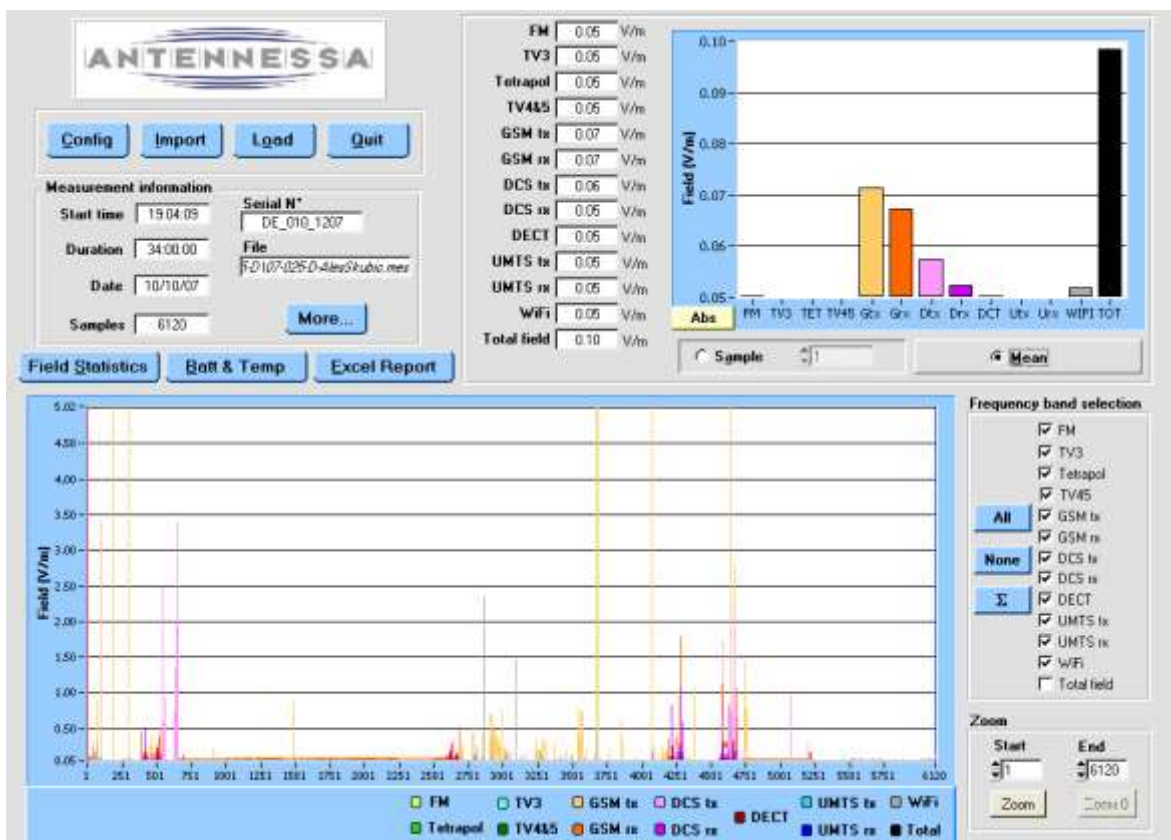 ANTENNESSA
Config Import Load Quit
Measurement information
Start time 19:04:09
Serial N°
DE_010_1207
Duration 34:00:00
File
Date 10/10/07
Samples 6120
More...
Field Statistics Batt & Temp Excel Report
FM 0.05 V/m
TV3 0.05 V/m
Tetrapol 0.05 V/m
TV4&5 0.05 V/m
GSM tx 0.07 V/m
GSM rx 0.07 V/m
DCS tx 0.06 V/m
DCS rx 0.05 V/m
DECT 0.05 V/m
UMTS tx 0.05 V/m
UMTS rx 0.05 V/m
WiFi 0.05 V/m
Total field 0.10 V/m
Field (V/m)
0.10
0.09
0.08
0.07
0.06
0.05
FM TV3 TET TV45 Gtx Grx Dtx Drx DCT Utx Urx WIFI TOT
Abs
Sample 1 Mean
Field (V/m)
5.02
4.50
4.00
3.50
3.00
2.50
2.00
1.50
1.00
0.50
0.05
1 251 501 751 1001 1251 1501 1751 2001 2251 2501 2751 3001 3251 3501 3751 4001 4251 4501 4751 5001 5251 5501 5751 6120
FM TV3 GSM tx DCS tx DECT UMTS tx WiFi
Tetrapol TV4&5 GSM rx DCS rx UMTS rx Total
Frequency band selection
FM
TV3
Tetrapol
TV45
All GSM tx
GSM rx
None DCS tx
DCS rx
Σ DECT
UMTS tx
UMTS rx
WiFi
Total field
Zoom
Start End
1 6120
Zoom Zoom 0